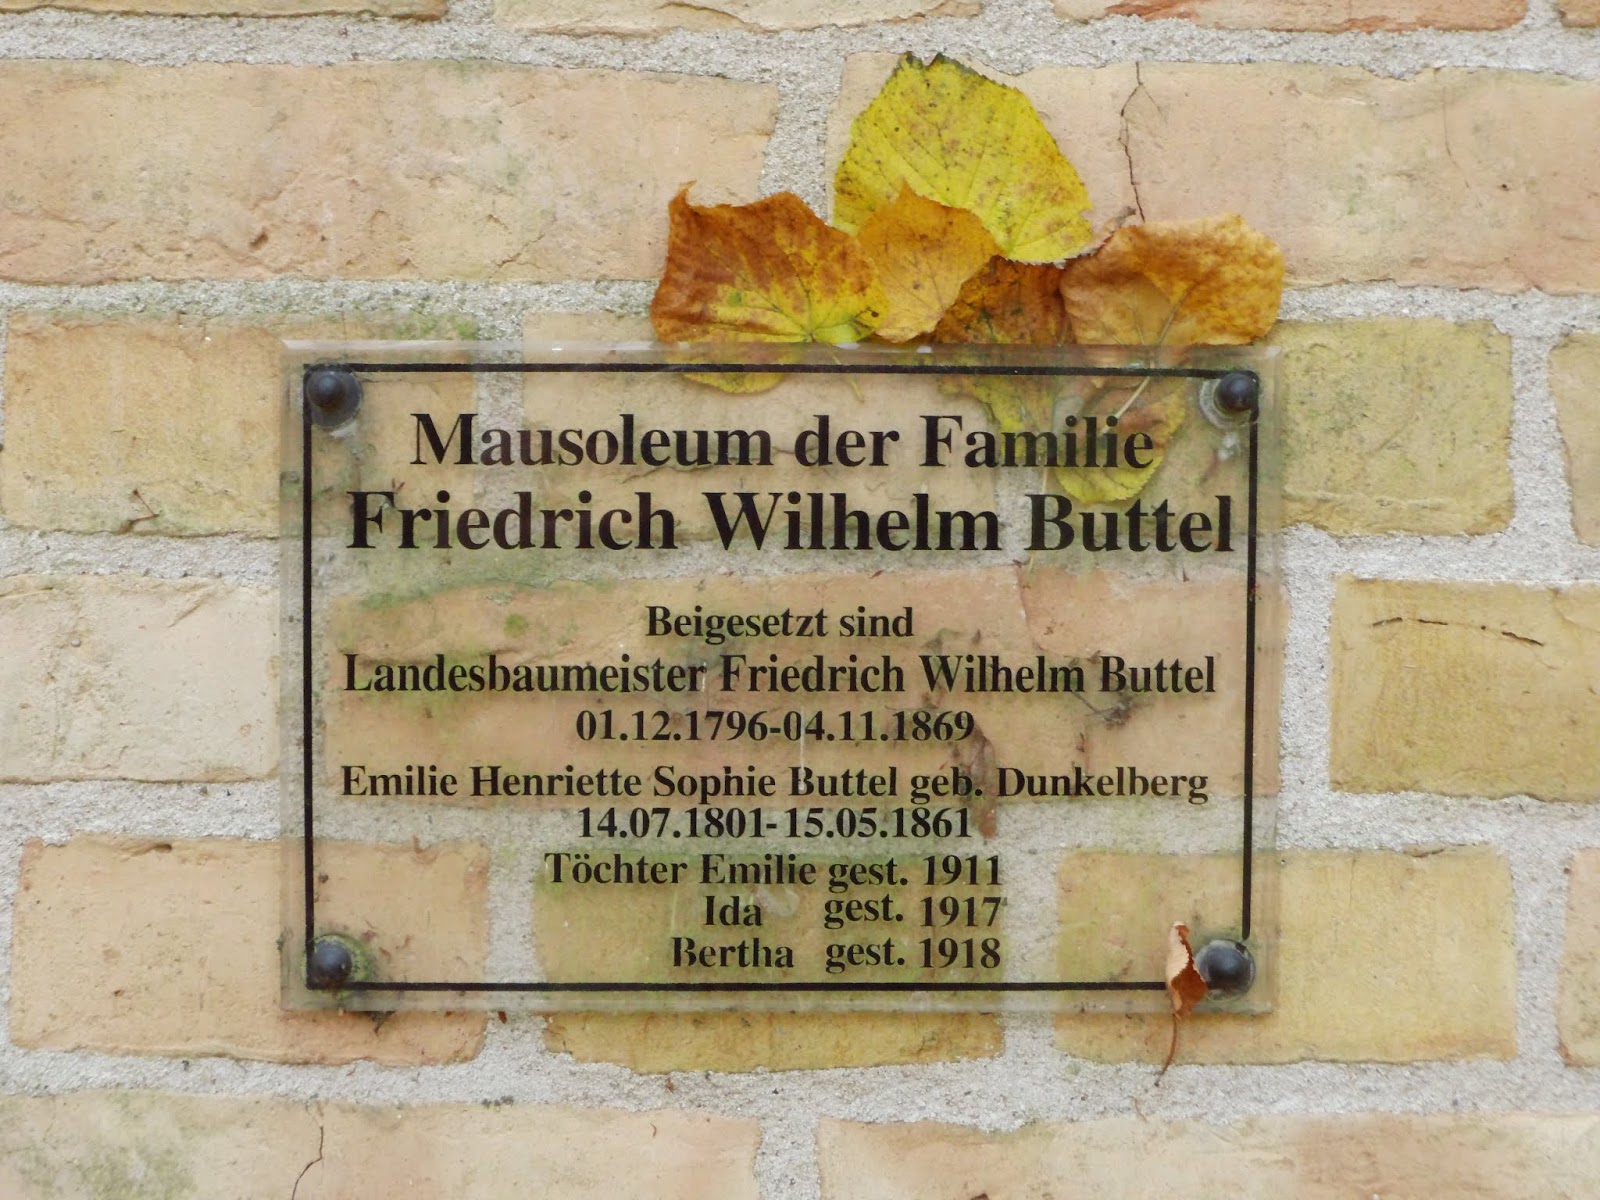 Mausoleum der Familie
Friedrich Wilhelm Buttel
Beigesetzt sind
Landesbaumeister Friedrich Wilhelm Buttel
01.12.1796-04.11.1869
Emilie Henriette Sophie Buttel geb. Dunkelberg
14.07.1801-15.05.1861
Töchter Emilie gest. 1911
Ida gest. 1917
Bertha gest. 1918